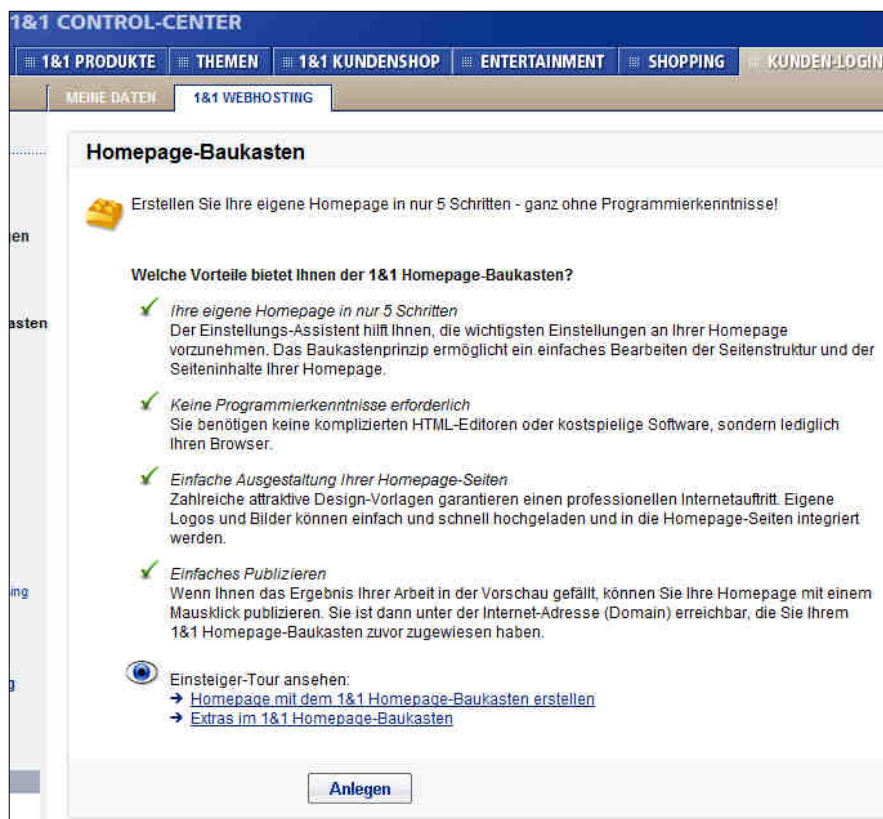 1&1 CONTROL-CENTER
1&1 PRODUKTE THEMEN 1&1 KUNDENSHOP ENTERTAINMENT SHOPPING KUNDEN-LOGIN
MEINE DATEN 1&1 WEBHOSTING
Homepage-Baukasten
Erstellen Sie Ihre eigene Homepage in nur 5 Schritten - ganz ohne Programmierkenntnisse!
en
Welche Vorteile bietet Ihnen der 1&1 Homepage-Baukasten?
Ihre eigene Homepage in nur 5 Schritten
asten
Der Einstellungs-Assistent hilft Ihnen, die wichtigsten Einstellungen an Ihrer Homepage
vorzunehmen. Das Baukastenprinzip ermöglicht ein einfaches Bearbeiten der Seitenstruktur und der
Seiteninhalte Ihrer Homepage.
Keine Programmierkenntnisse erforderlich
Sie benötigen keine komplizierten HTML-Editoren oder kostspielige Software, sondern lediglich
Ihren Browser.
Einfache Ausgestaltung Ihrer Homepage-Seiten
Zahlreiche attraktive Design-Vorlagen garantieren einen professionellen Internetauftritt. Eigene
Logos und Bilder können einfach und schnell hochgeladen und in die Homepage-Seiten integriert
werden.
Einfaches Publizieren
ing
Wenn Ihnen das Ergebnis Ihrer Arbeit in der Vorschau gefällt, können Sie Ihre Homepage mit einem
Mausklick publizieren. Sie ist dann unter der Internet-Adresse (Domain) erreichbar, die Sie Ihrem
1&1 Homepage-Baukasten zuvor zugewiesen haben.
Einsteiger-Tour ansehen:
g
Homepage mit dem 1&1 Homepage-Baukasten erstellen
Extras im 1&1 Homepage-Baukasten
Anlegen